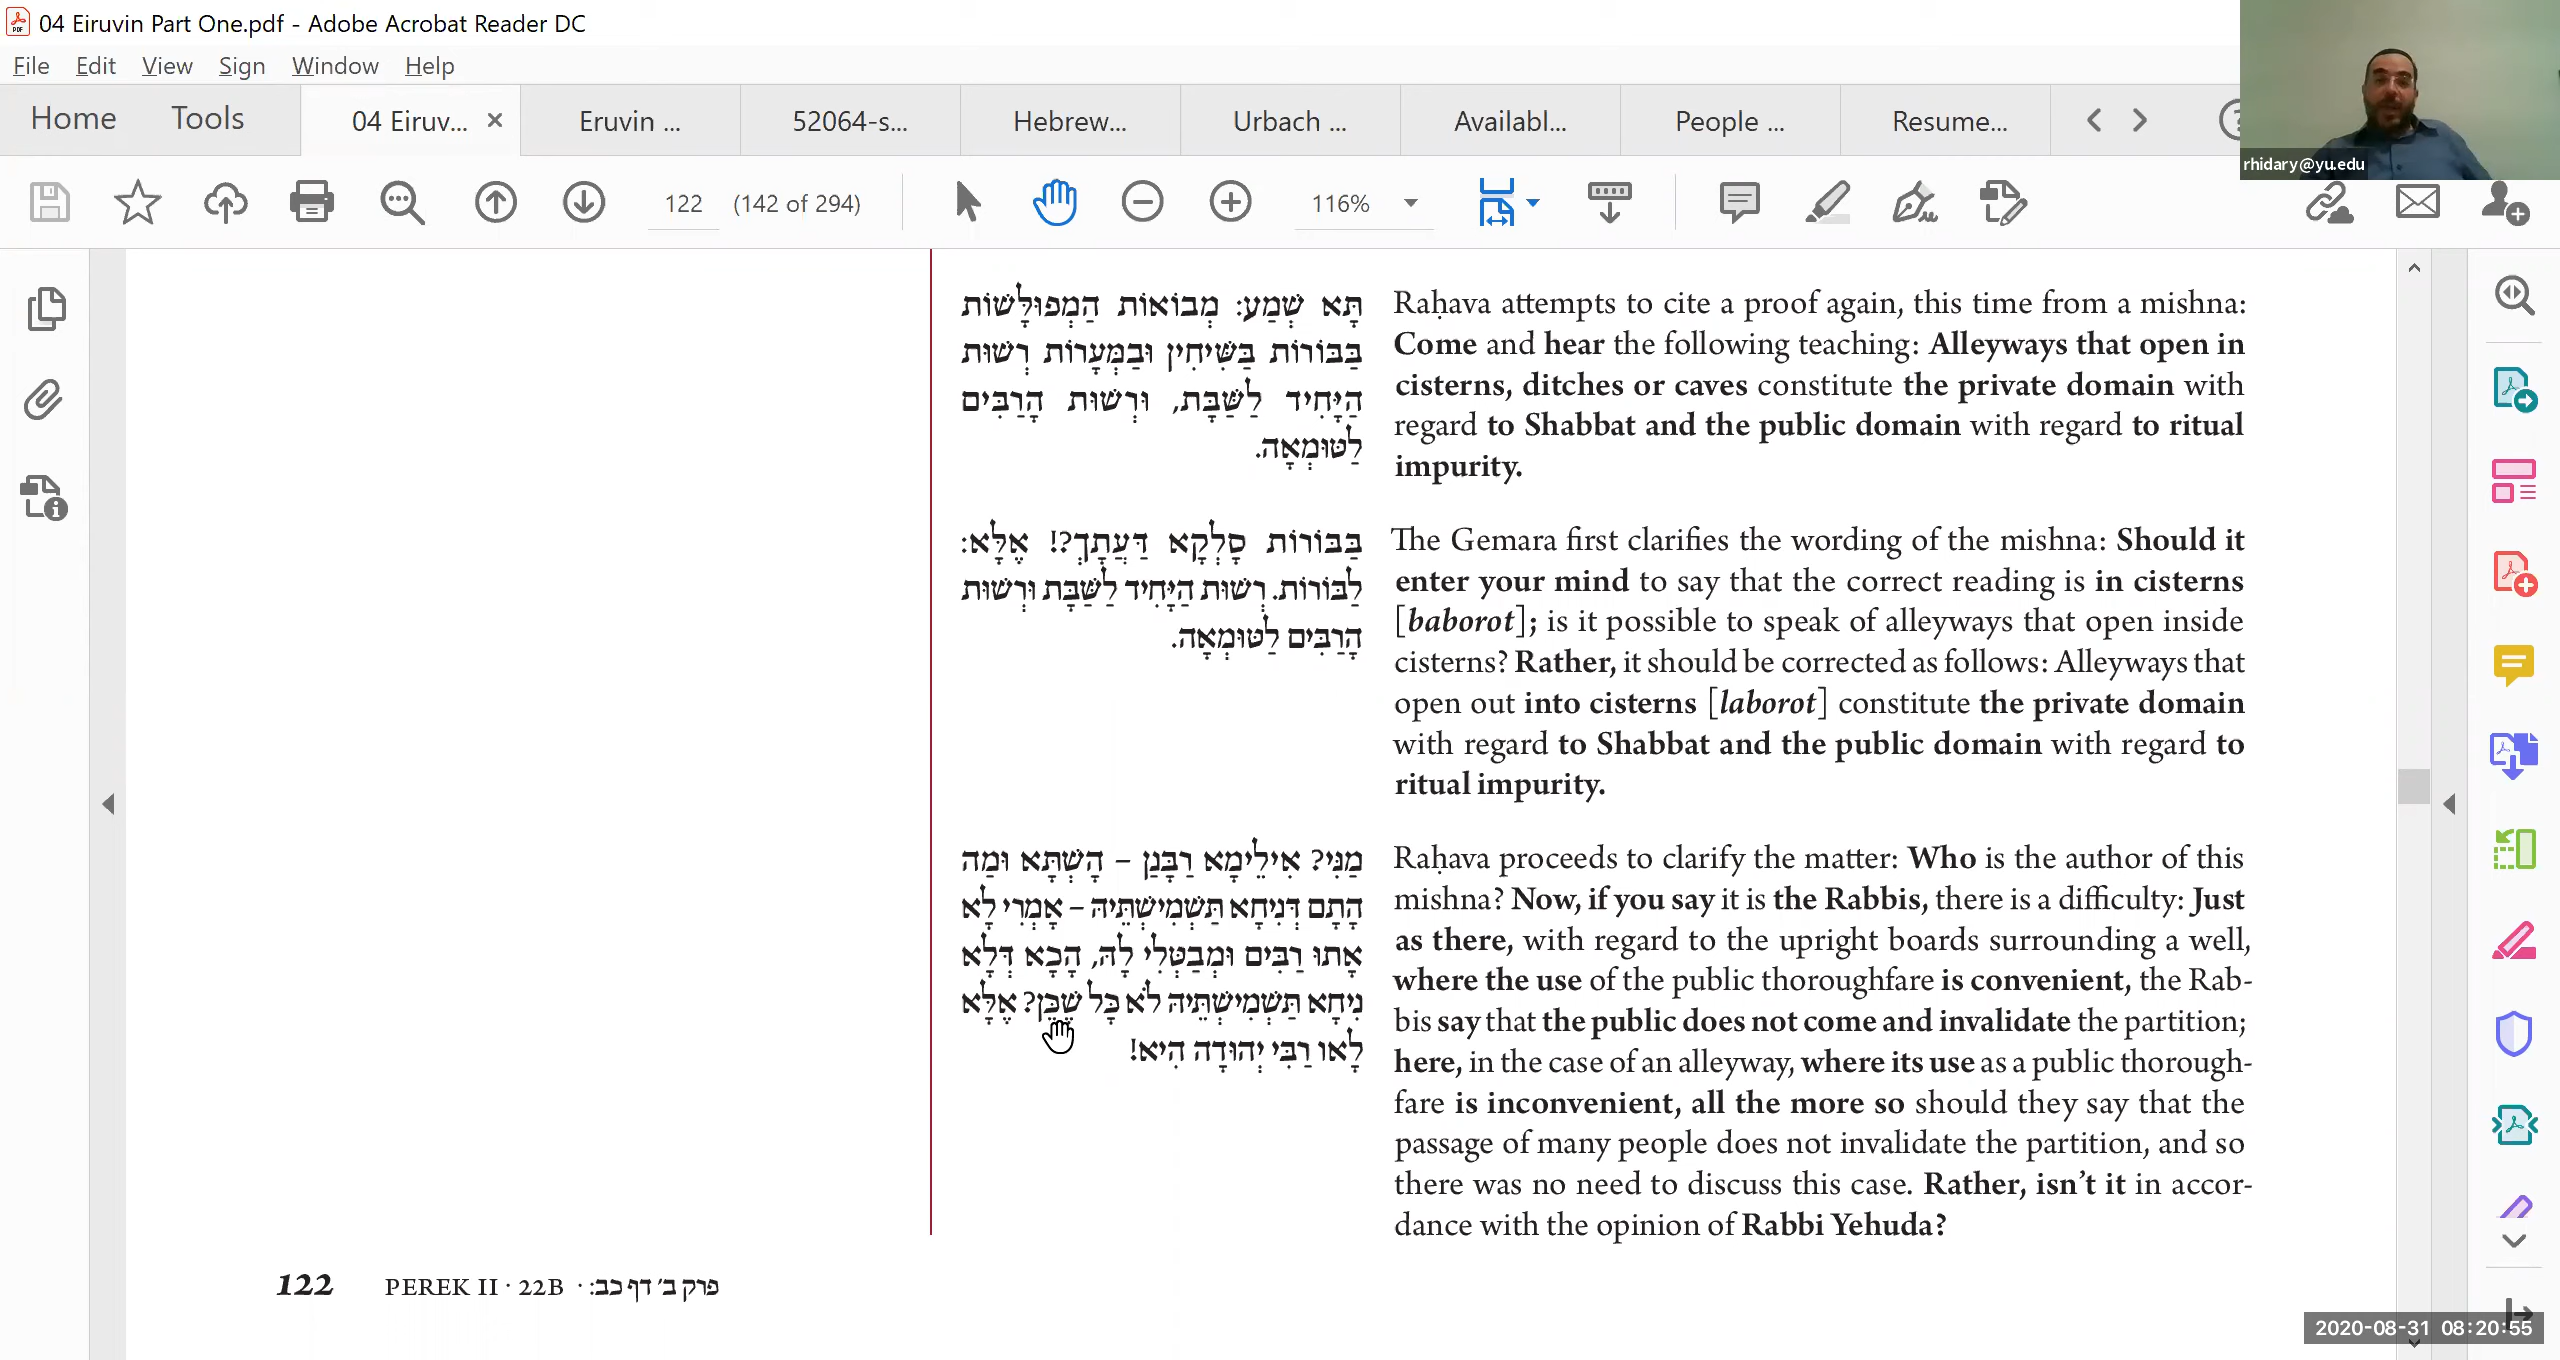 04 Eiruvin Part One.pdf - Adobe Acrobat Reader DC
File Edit View Sign Window Help
Home Tools 04 Eiruv... Eruvin ... 52064-s... Hebrew... Urbach ... Availabl... People ... Resume...
rhidary@yu.edu
122 (142 of 294) 116%
תָּא שְׁמַע: מְבוֹאוֹת הַמְפוּלָּשׁוֹת
בַּבּוֹרוֹת בַּשִּׁיחִין וּבַמְּעָרוֹת רְשׁוּת
הַיָּחִיד לַשַּׁבָּת, וּרְשׁוּת הָרַבִּים
לַטּוּמְאָה.
Raḥava attempts to cite a proof again, this time from a mishna:
Come and hear the following teaching: Alleyways that open in
cisterns, ditches or caves constitute the private domain with
regard to Shabbat and the public domain with regard to ritual
impurity.
בַּבּוֹרוֹת סָלְקָא דַּעֲתָךְ?! אֶלָּא:
לַבּוֹרוֹת. רְשׁוּת הַיָּחִיד לַשַּׁבָּת וּרְשׁוּת
הָרַבִּים לַטּוּמְאָה.
The Gemara first clarifies the wording of the mishna: Should it
enter your mind to say that the correct reading is in cisterns
[baborot]; is it possible to speak of alleyways that open inside
cisterns? Rather, it should be corrected as follows: Alleyways that
open out into cisterns [laborot] constitute the private domain
with regard to Shabbat and the public domain with regard to
ritual impurity.
מַנִּי? אִילֵימָא רַבָּנַן – הָשְׁתָּא וּמַה
הָתָם דְּנִיחָא תַּשְׁמִישְׁתֵּיהּ – אָמְרִי לָא
אָתוּ רַבִּים וּמְבַטְּלִי לָהּ, הָכָא דְּלָא
נִיחָא תַּשְׁמִישְׁתֵּיהּ לֹא כָּל שֶׁכֵּן? אֶלָּא
לָאו רַבִּי יְהוּדָה הִיא!
Raḥava proceeds to clarify the matter: Who is the author of this
mishna? Now, if you say it is the Rabbis, there is a difficulty: Just
as there, with regard to the upright boards surrounding a well,
where the use of the public thoroughfare is convenient, the Rab-
bis say that the public does not come and invalidate the partition;
here, in the case of an alleyway, where its use as a public thorough-
fare is inconvenient, all the more so should they say that the
passage of many people does not invalidate the partition, and so
there was no need to discuss this case. Rather, isn't it in accor-
dance with the opinion of Rabbi Yehuda?
122 PEREK II · 22B · פרק ב׳ דף כב:
2020-08-31 08:20:55